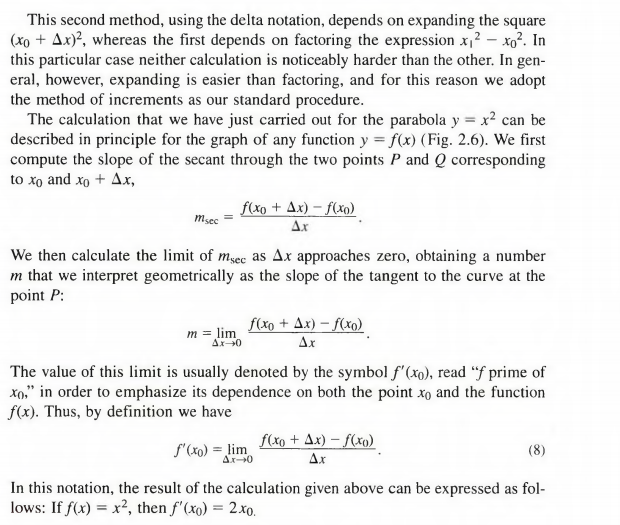 This second method, using the delta notation, depends on expanding the square
(x₀ + Δx)², whereas the first depends on factoring the expression x₁² − x₀². In
this particular case neither calculation is noticeably harder than the other. In gen-
eral, however, expanding is easier than factoring, and for this reason we adopt
the method of increments as our standard procedure.
The calculation that we have just carried out for the parabola y = x² can be
described in principle for the graph of any function y = f(x) (Fig. 2.6). We first
compute the slope of the secant through the two points P and Q corresponding
to x₀ and x₀ + Δx,
m_sec = (f(x₀ + Δx) − f(x₀)) / Δx .
We then calculate the limit of m_sec as Δx approaches zero, obtaining a number
m that we interpret geometrically as the slope of the tangent to the curve at the
point P:
m = lim_{Δx→0} (f(x₀ + Δx) − f(x₀)) / Δx .
The value of this limit is usually denoted by the symbol f′(x₀), read “f prime of
x₀,” in order to emphasize its dependence on both the point x₀ and the function
f(x). Thus, by definition we have
f′(x₀) = lim_{Δx→0} (f(x₀ + Δx) − f(x₀)) / Δx . (8)
In this notation, the result of the calculation given above can be expressed as fol-
lows: If f(x) = x², then f′(x₀) = 2x₀.